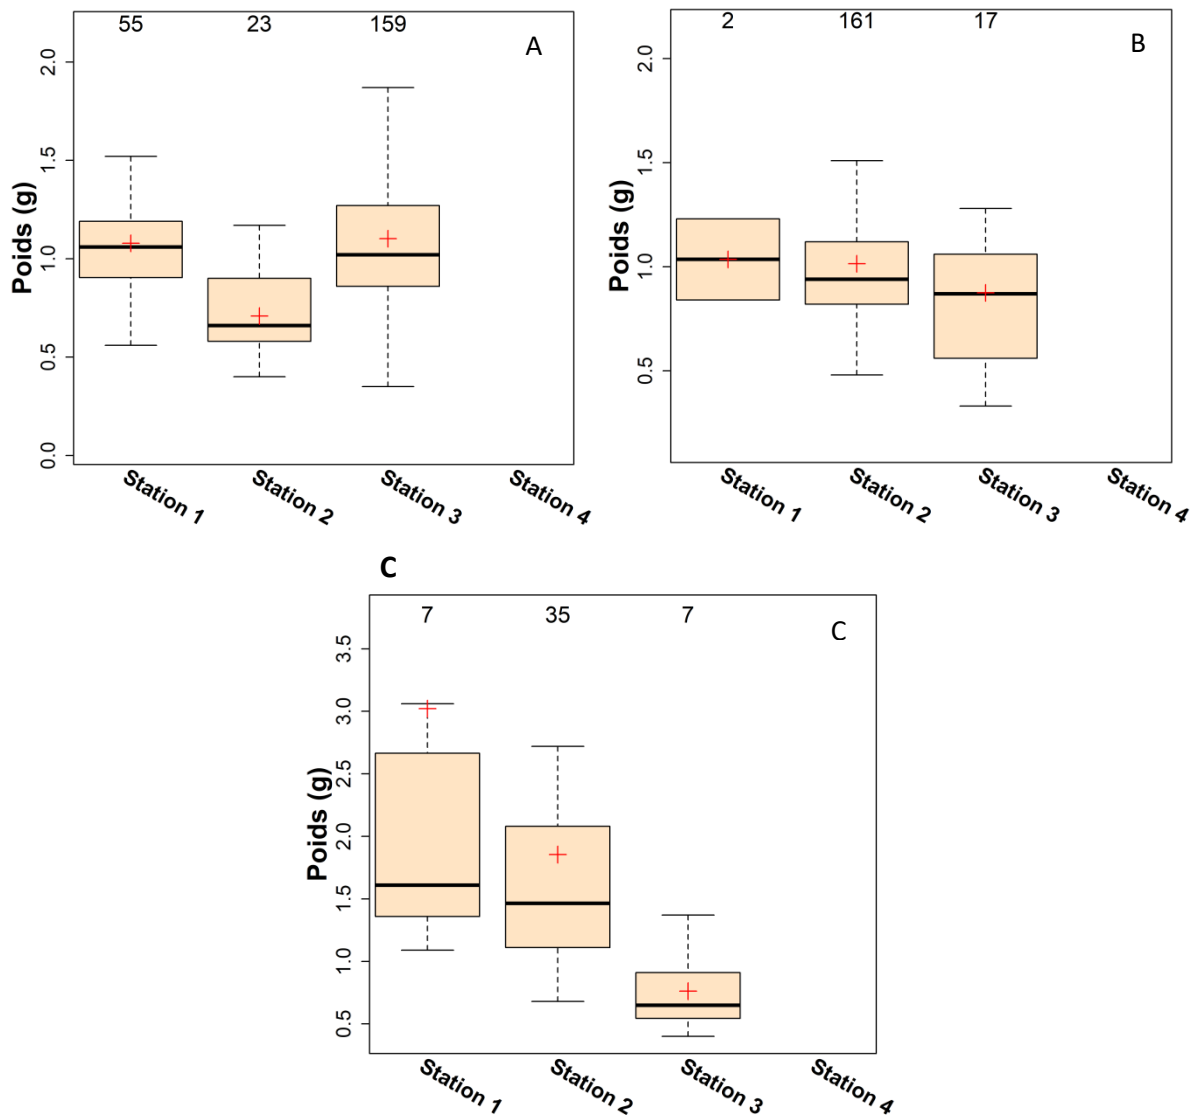 55 23 159
A
Poids (g)
2.0
1.5
1.0
0.5
0.0
Station 1
Station 2
Station 3
Station 4
2 161 17
B
Poids (g)
2.0
1.5
1.0
0.5
Station 1
Station 2
Station 3
Station 4
C
7 35 7
C
Poids (g)
3.5
3.0
2.5
2.0
1.5
1.0
0.5
Station 1
Station 2
Station 3
Station 4